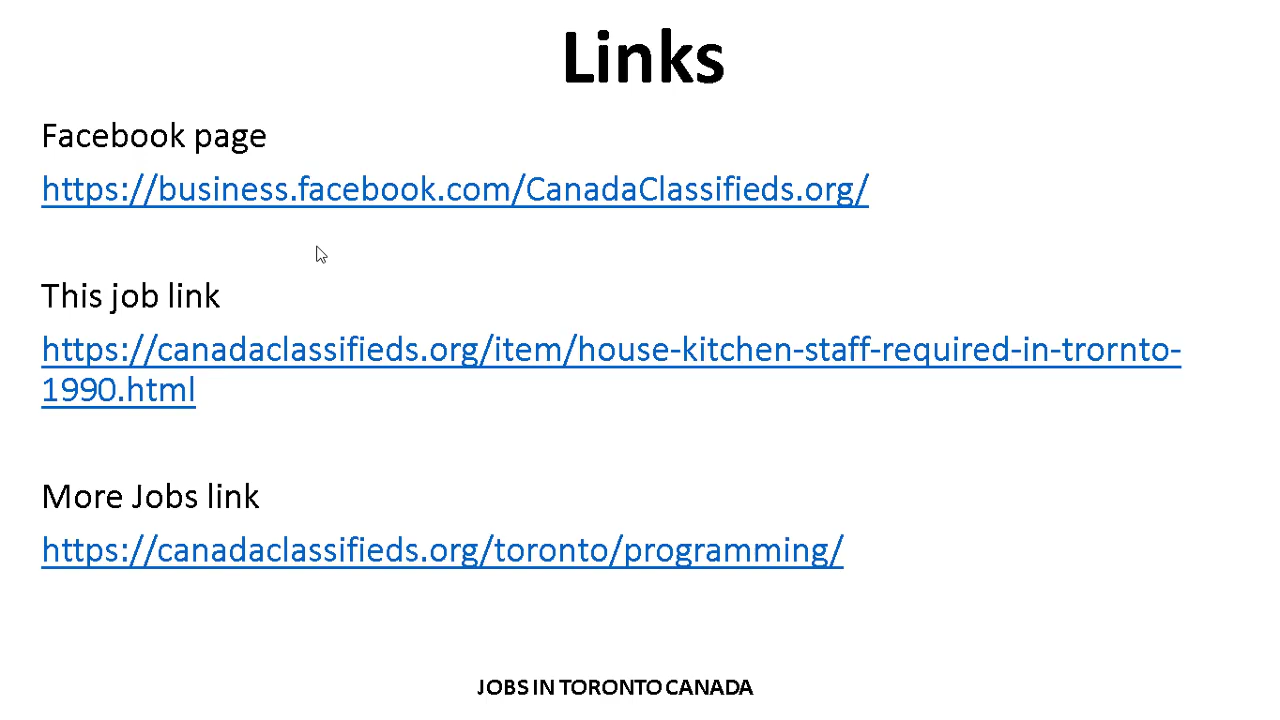 Links
Facebook page
https://business.facebook.com/CanadaClassifieds.org/
This job link
https://canadaclassifieds.org/item/house-kitchen-staff-required-in-trornto-
1990.html
More Jobs link
https://canadaclassifieds.org/toronto/programming/
JOBS IN TORONTO CANADA